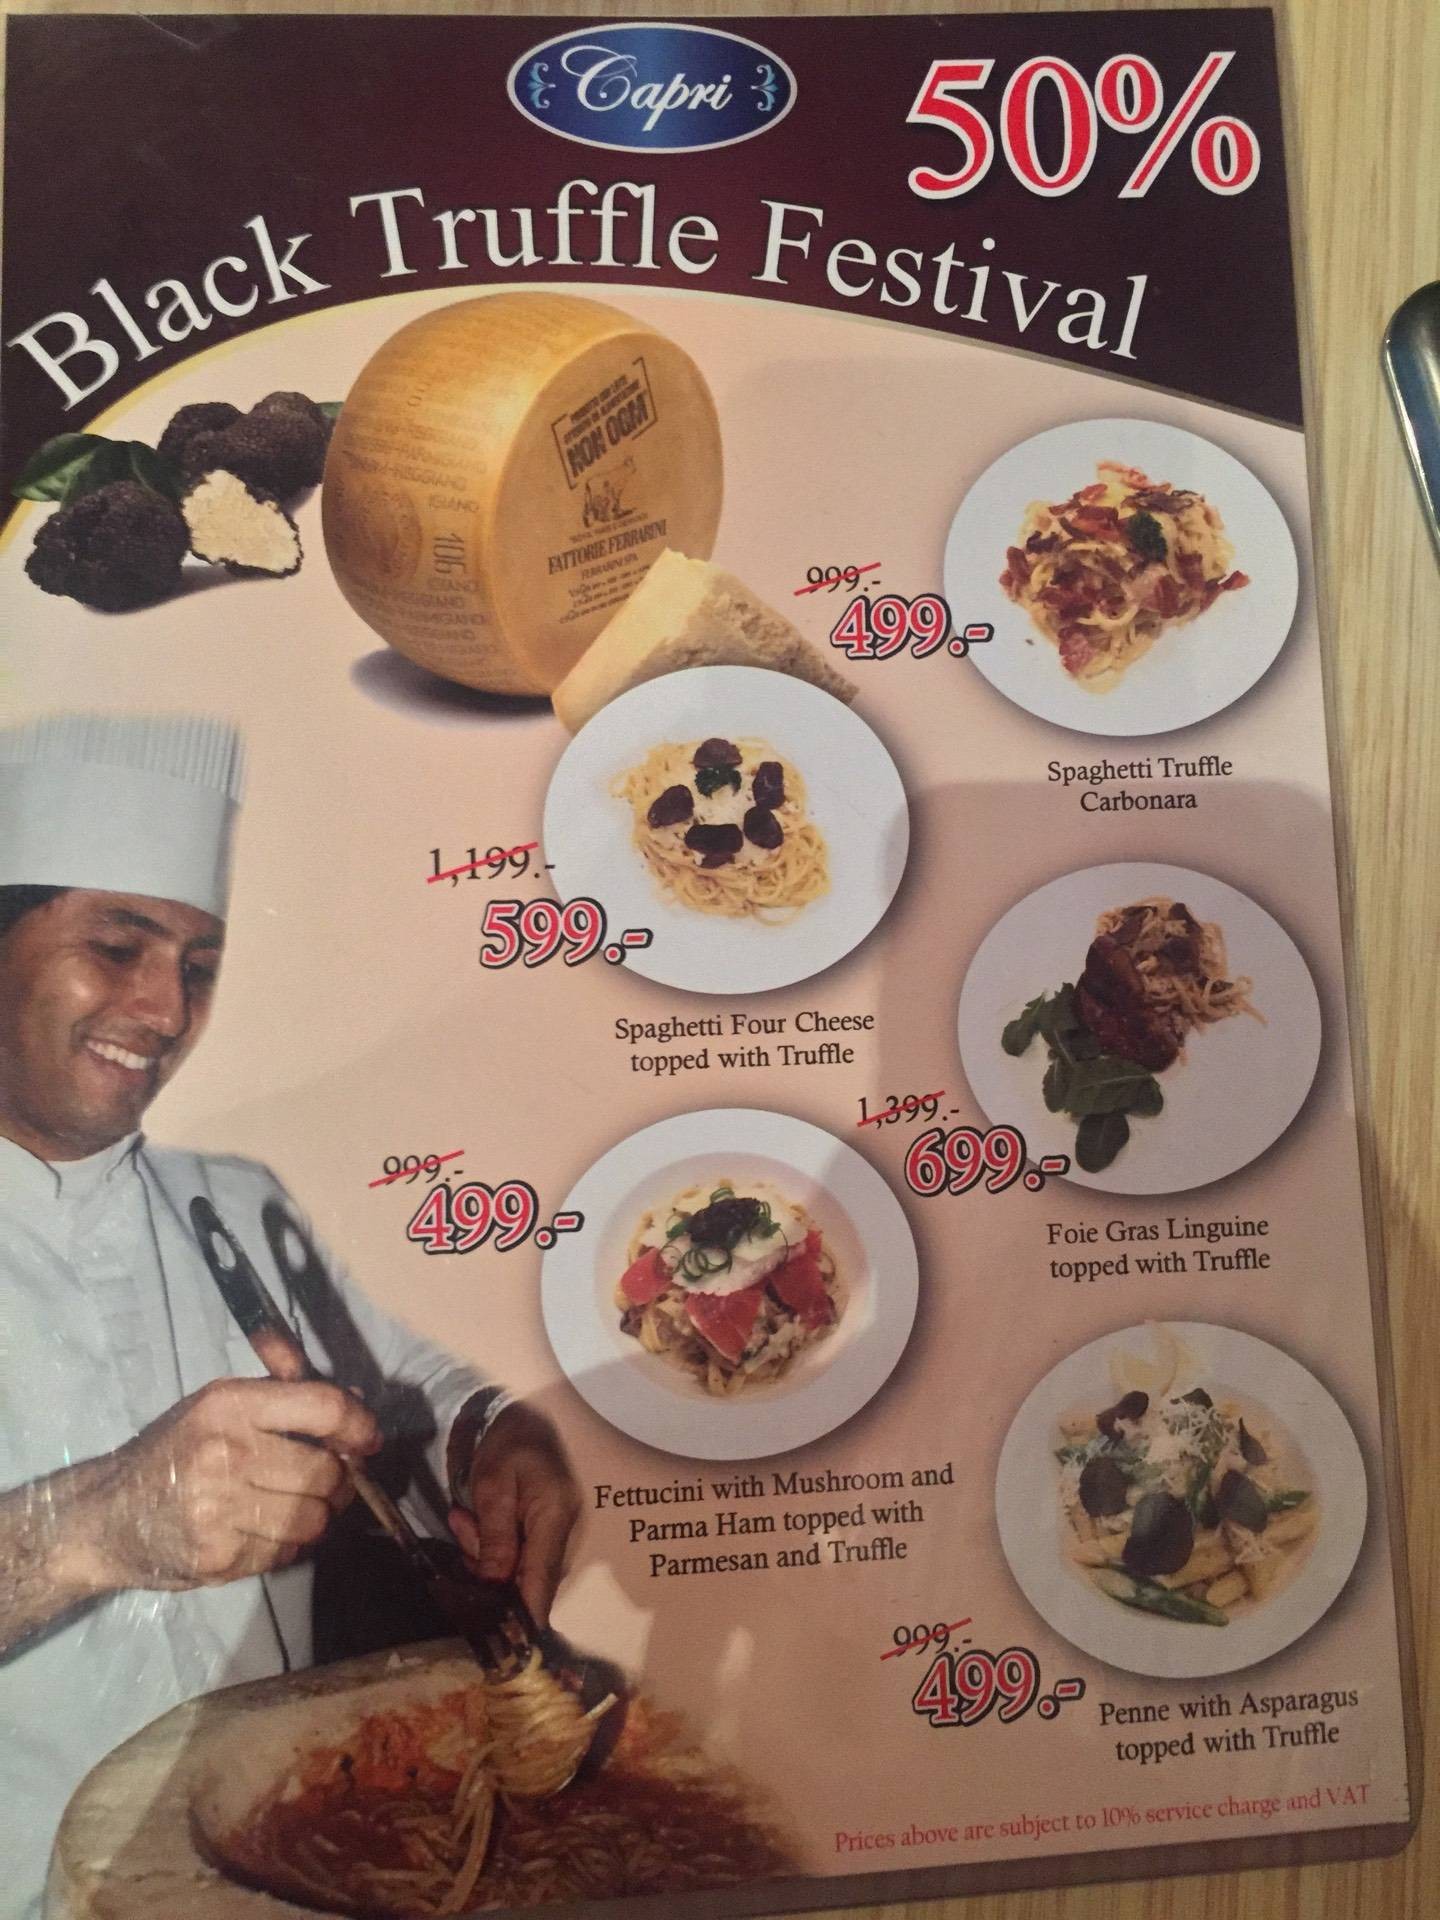 Capri
50%
Black Truffle Festival
NON OGM
FATTORIE FERRARINI
999.-
499.-
Spaghetti Truffle
Carbonara
1,199.-
599.-
Spaghetti Four Cheese
topped with Truffle
1,399.-
699.-
Foie Gras Linguine
topped with Truffle
999.-
499.-
Fettucini with Mushroom and
Parma Ham topped with
Parmesan and Truffle
999.-
499.-
Penne with Asparagus
topped with Truffle
Prices above are subject to 10% service charge and VAT